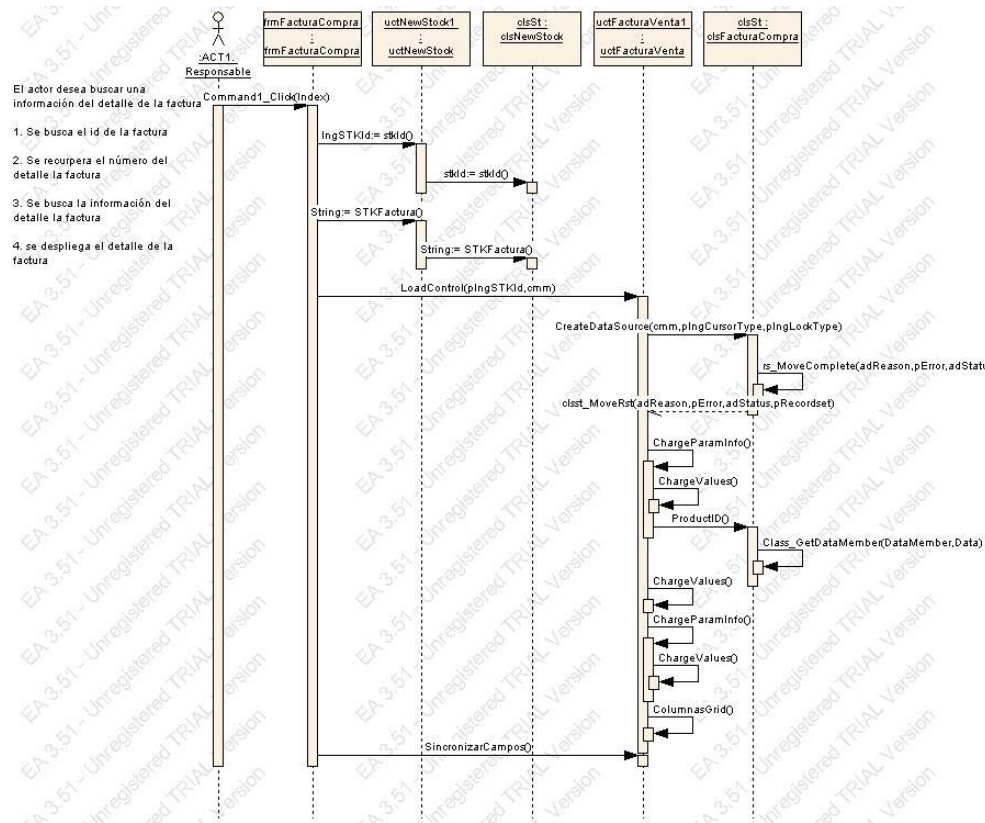 frmFacturaCompra
:
frmFacturaCompra
uctNewStock1
:
uctNewStock
clsSt :
clsNewStock
uctFacturaVenta1
:
uctFacturaVenta
clsSt :
clsFacturaCompra
:ACT1.
Responsable
El actor desea buscar una
información del detalle de la factura
1. Se busca el id de la factura
2. Se recurpera el número del
detalle la factura
3. Se busca la información del
detalle la factura
4. se despliega el detalle de la
factura
Command1_Click(Index)
lngSTKId:= stkId()
stkId:= stkId()
String:= STKFactura()
String:= STKFactura()
LoadControl(plngSTKId,cmm)
CreateDataSource(cmm,plngCursorType,plngLockType)
rs_MoveComplete(adReason,pError,adStatu
clsst_MoveRst(adReason,pError,adStatus,pRecordset)
ChargeParamInfo()
ChargeValues()
ProductID()
Class_GetDataMember(DataMember,Data)
ChargeValues()
ChargeParamInfo()
ChargeValues()
ColumnasGrid()
SincronizarCampos()
EA 3.51 - Unregistered TRIAL Version